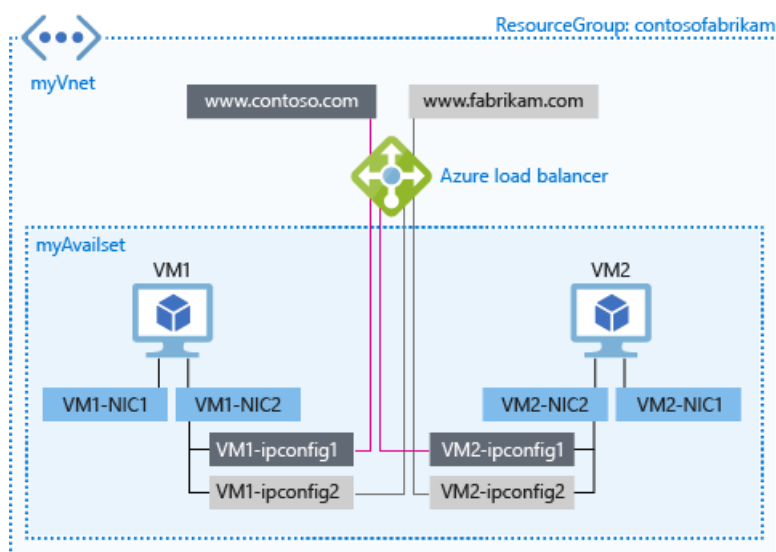 ResourceGroup: contosofabrikam
myVnet
www.contoso.com
www.fabrikam.com
Azure load balancer
myAvailset
VM1
VM2
VM1-NIC1
VM1-NIC2
VM2-NIC2
VM2-NIC1
VM1-ipconfig1
VM2-ipconfig1
VM1-ipconfig2
VM2-ipconfig2